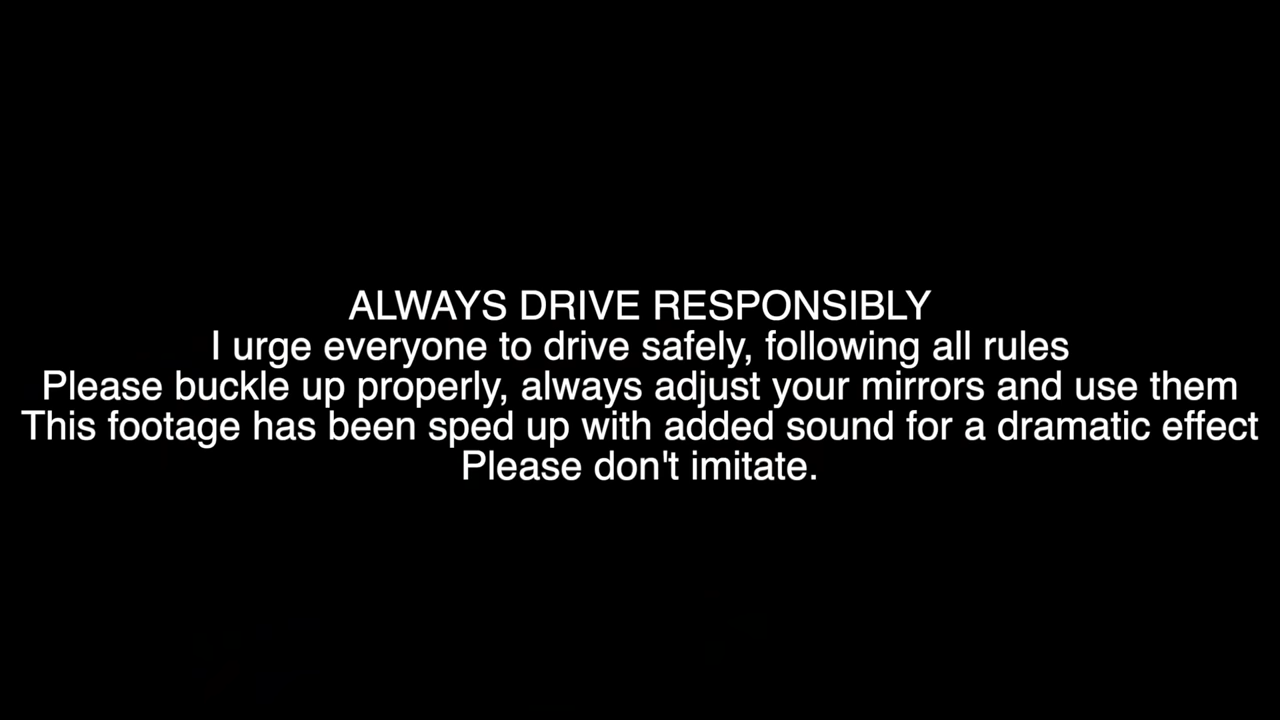 ALWAYS DRIVE RESPONSIBLY
I urge everyone to drive safely, following all rules
Please buckle up properly, always adjust your mirrors and use them
This footage has been sped up with added sound for a dramatic effect
Please don't imitate.